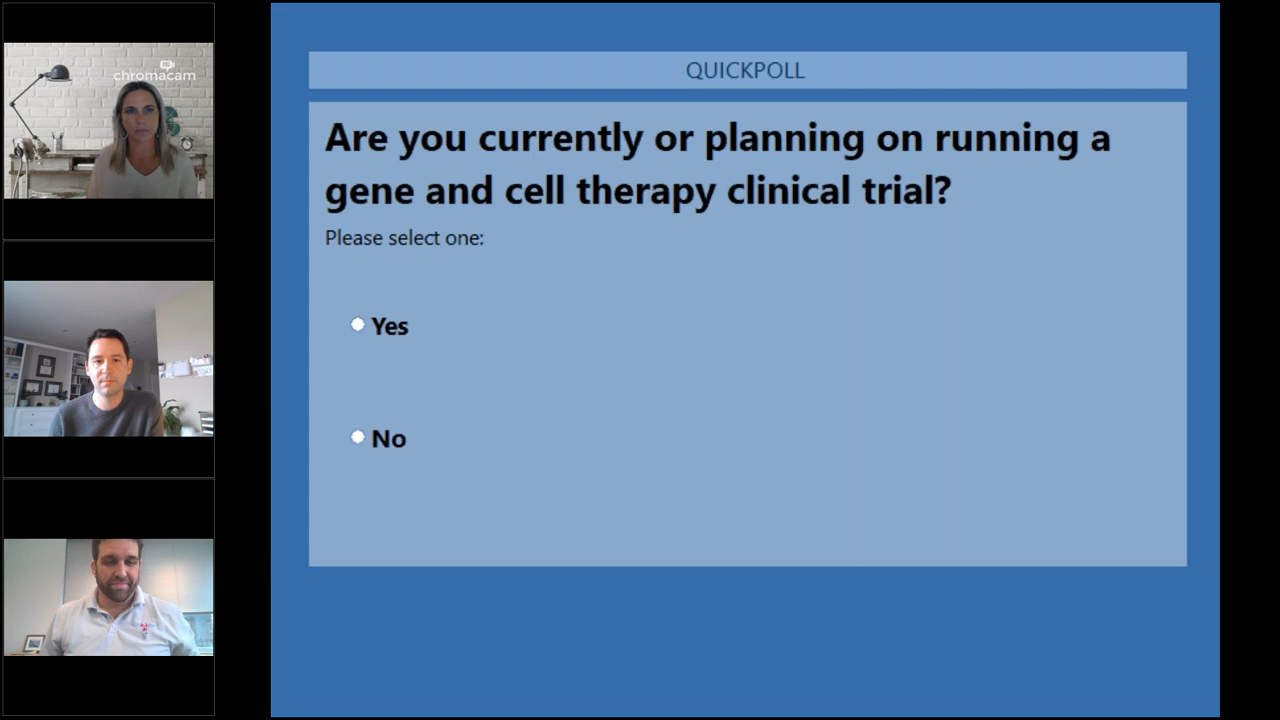 chromacam
QUICKPOLL
Are you currently or planning on running a
gene and cell therapy clinical trial?
Please select one:
Yes
No